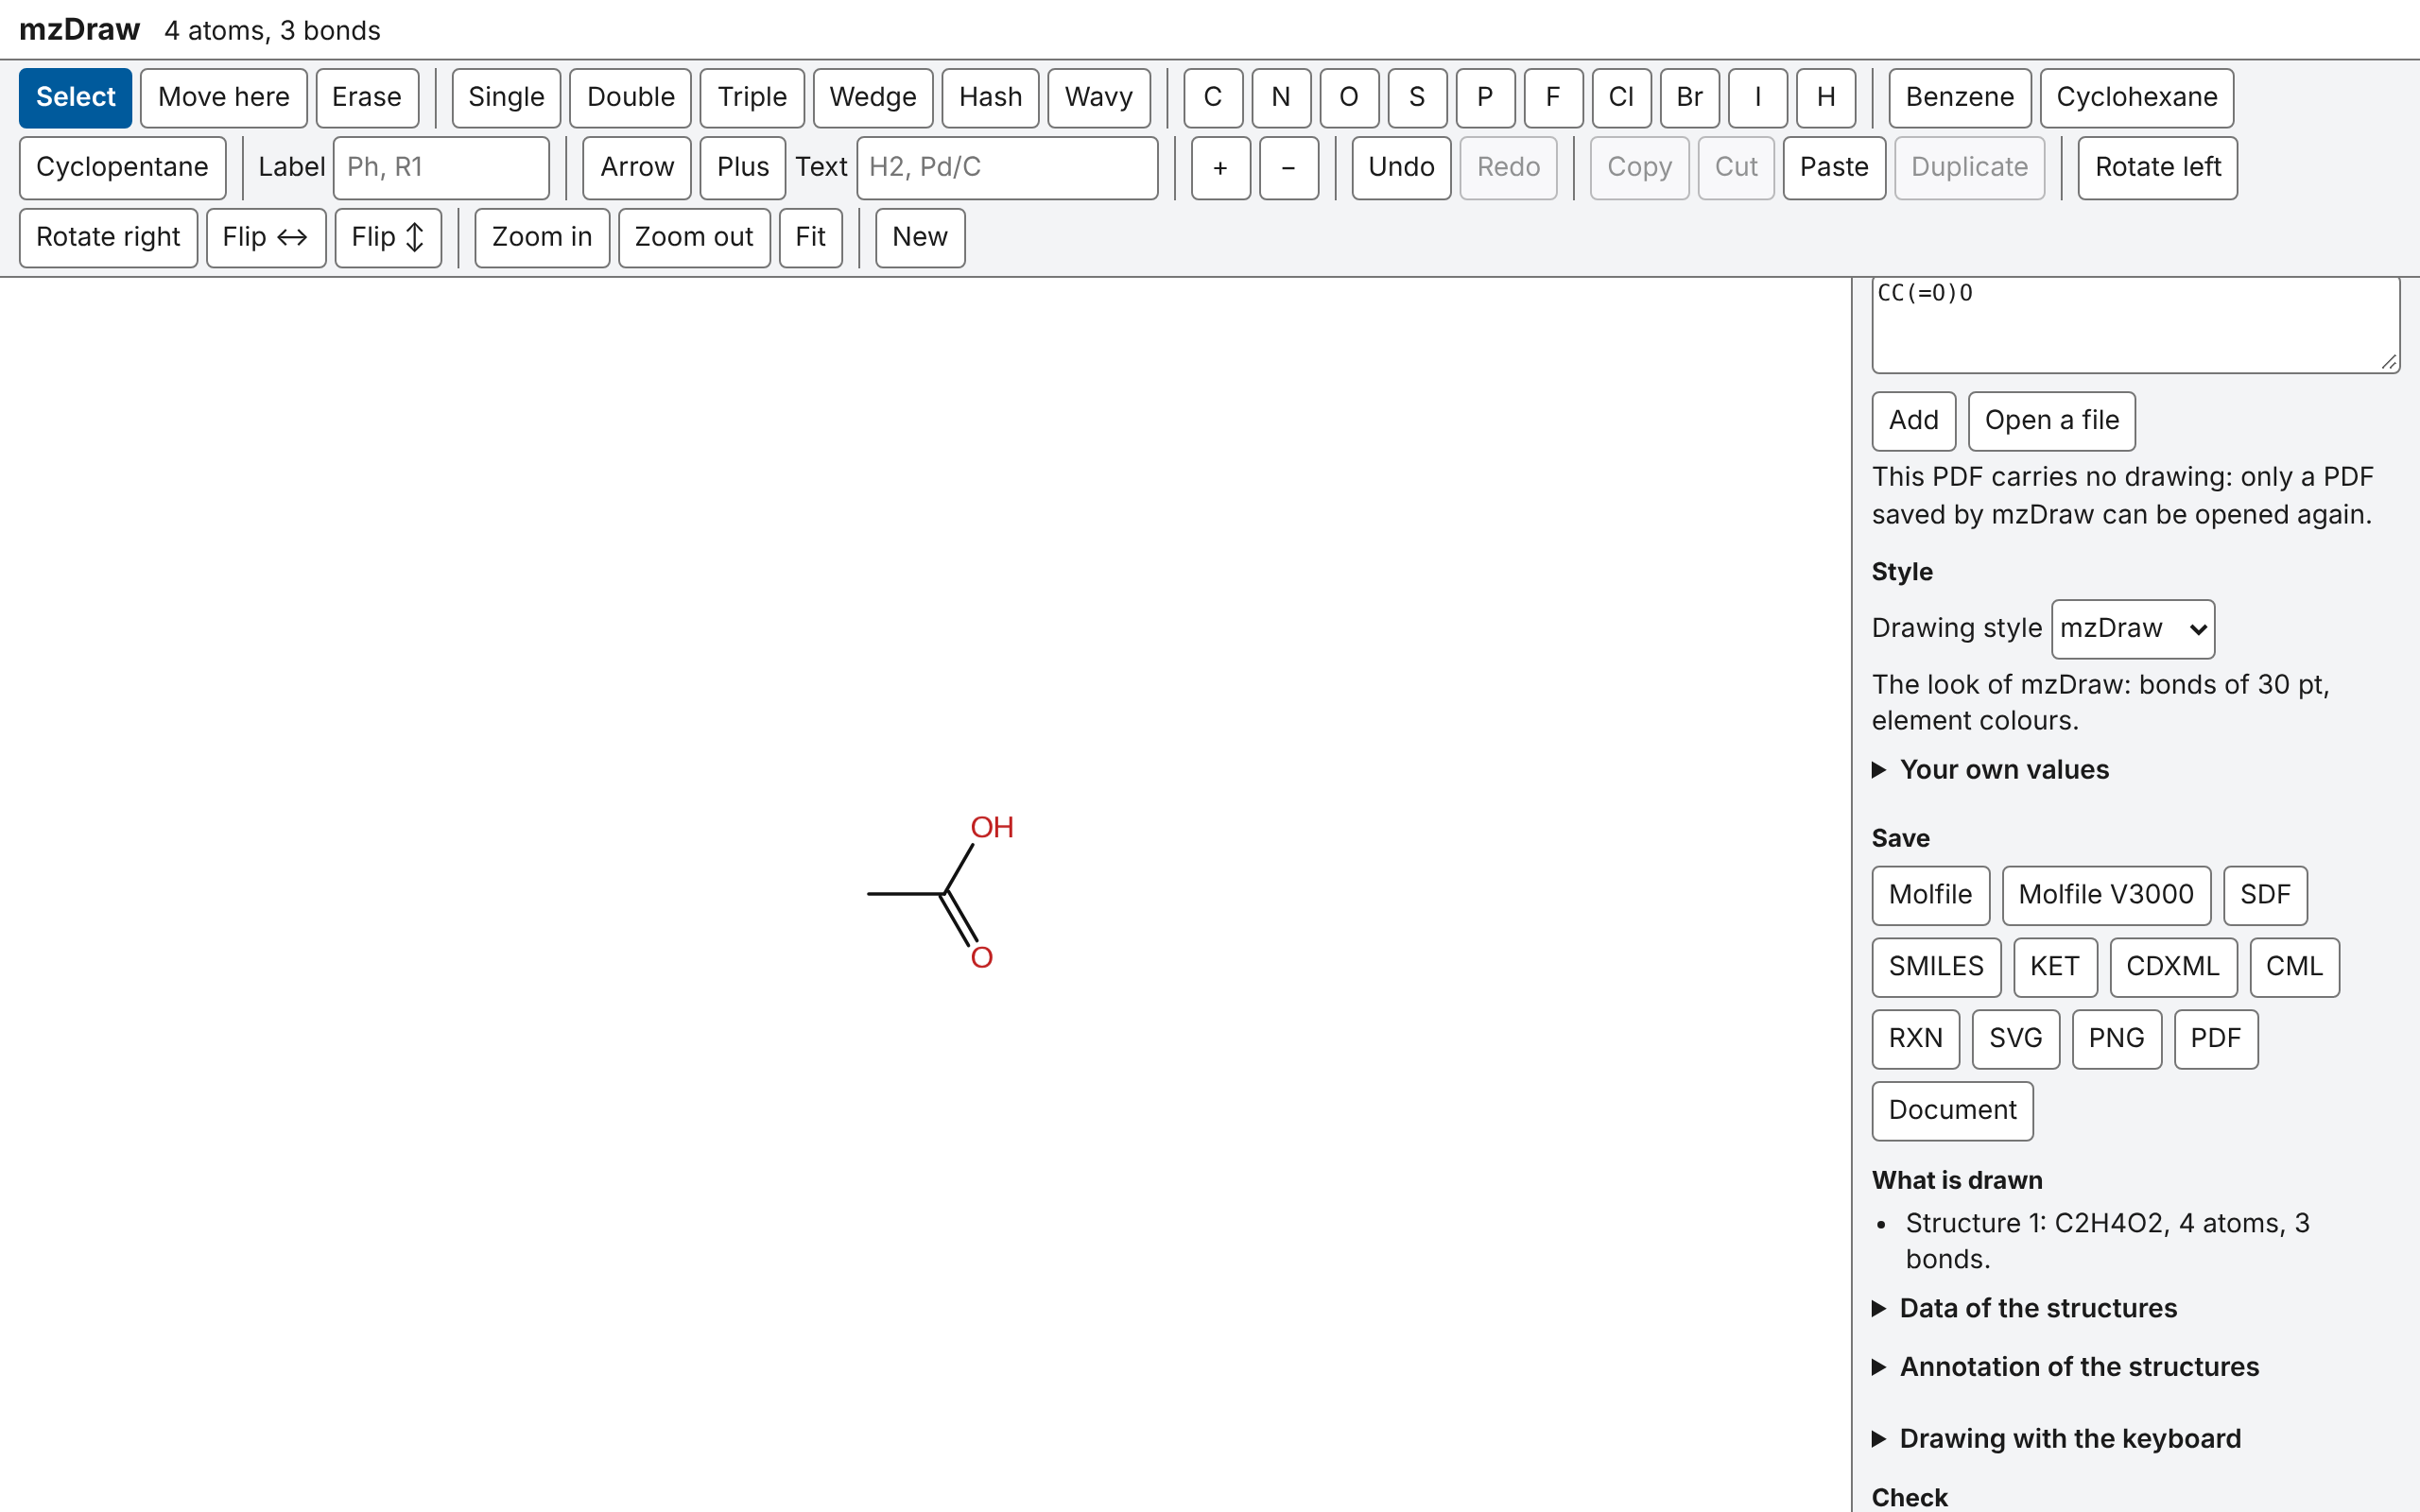 mzDraw 4 atoms, 3 bonds
Select Move here Erase Single Double Triple Wedge Hash Wavy C N O S P F Cl Br I H Benzene Cyclohexane
Cyclopentane Label Ph, R1 Arrow Plus Text H2, Pd/C + − Undo Redo Copy Cut Paste Duplicate Rotate left
Rotate right Flip ↔ Flip ↕ Zoom in Zoom out Fit New
CC(=O)O
Add Open a file
This PDF carries no drawing: only a PDF
saved by mzDraw can be opened again.
Style
Drawing style mzDraw
The look of mzDraw: bonds of 30 pt,
element colours.
▶ Your own values
OH
O
Save
Molfile Molfile V3000 SDF
SMILES KET CDXML CML
RXN SVG PNG PDF
Document
What is drawn
• Structure 1: C2H4O2, 4 atoms, 3
bonds.
▶ Data of the structures
▶ Annotation of the structures
▶ Drawing with the keyboard
Check